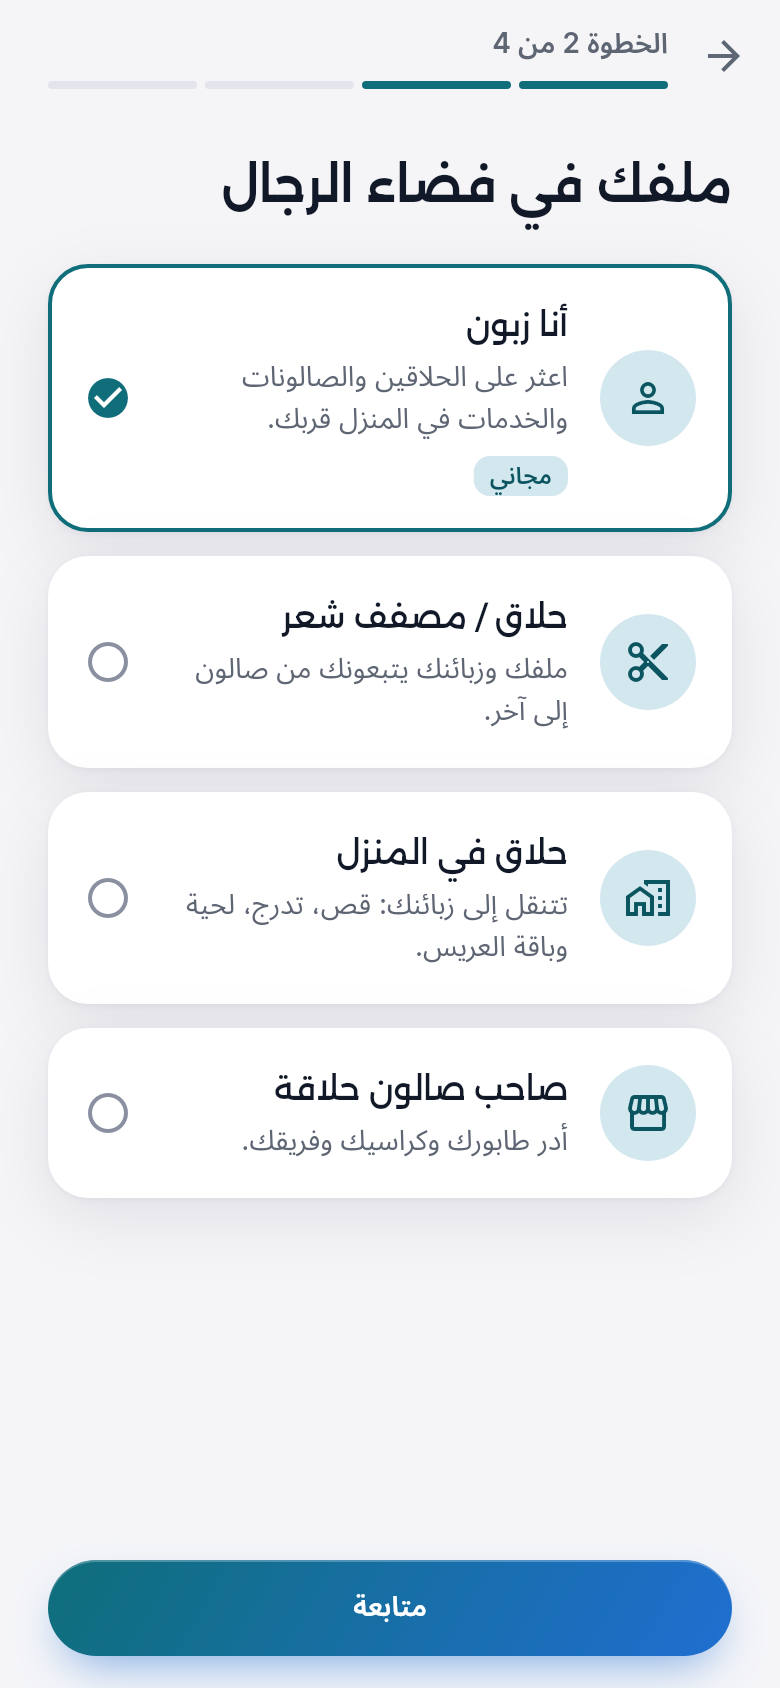 الخطوة 2 من 4
ملفك في فضاء الرجال
أنا زبون
اعثر على الحلاقين والصالونات
والخدمات في المنزل قربك.
مجاني
حلاق / مصفف شعر
ملفك وزبائنك يتبعونك من صالون
إلى آخر.
حلاق في المنزل
تتنقل إلى زبائنك: قص، تدرج، لحية
وباقة العريس.
صاحب صالون حلاقة
أدر طابورك وكراسيك وفريقك.
متابعة